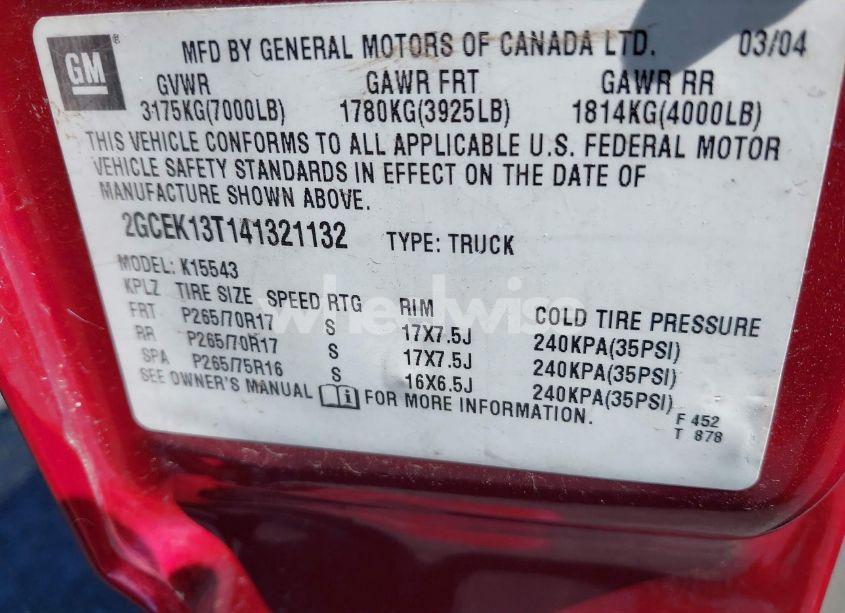 GM ® MFD BY GENERAL MOTORS OF CANADA LTD. 03/04
GVWR GAWR FRT GAWR RR
3175KG(7000LB) 1780KG(3925LB) 1814KG(4000LB)
THIS VEHICLE CONFORMS TO ALL APPLICABLE U.S. FEDERAL MOTOR
VEHICLE SAFETY STANDARDS IN EFFECT ON THE DATE OF
MANUFACTURE SHOWN ABOVE.
2GCEK13T141321132 TYPE: TRUCK
MODEL: K15543
KPLZ TIRE SIZE SPEED RTG RIM COLD TIRE PRESSURE
FRT P265/70R17 S 17X7.5J 240KPA(35PSI)
RR P265/70R17 S 17X7.5J 240KPA(35PSI)
SPA P265/75R16 S 16X6.5J 240KPA(35PSI)
SEE OWNER'S MANUAL i FOR MORE INFORMATION.
F 452
T 878
wheelwise